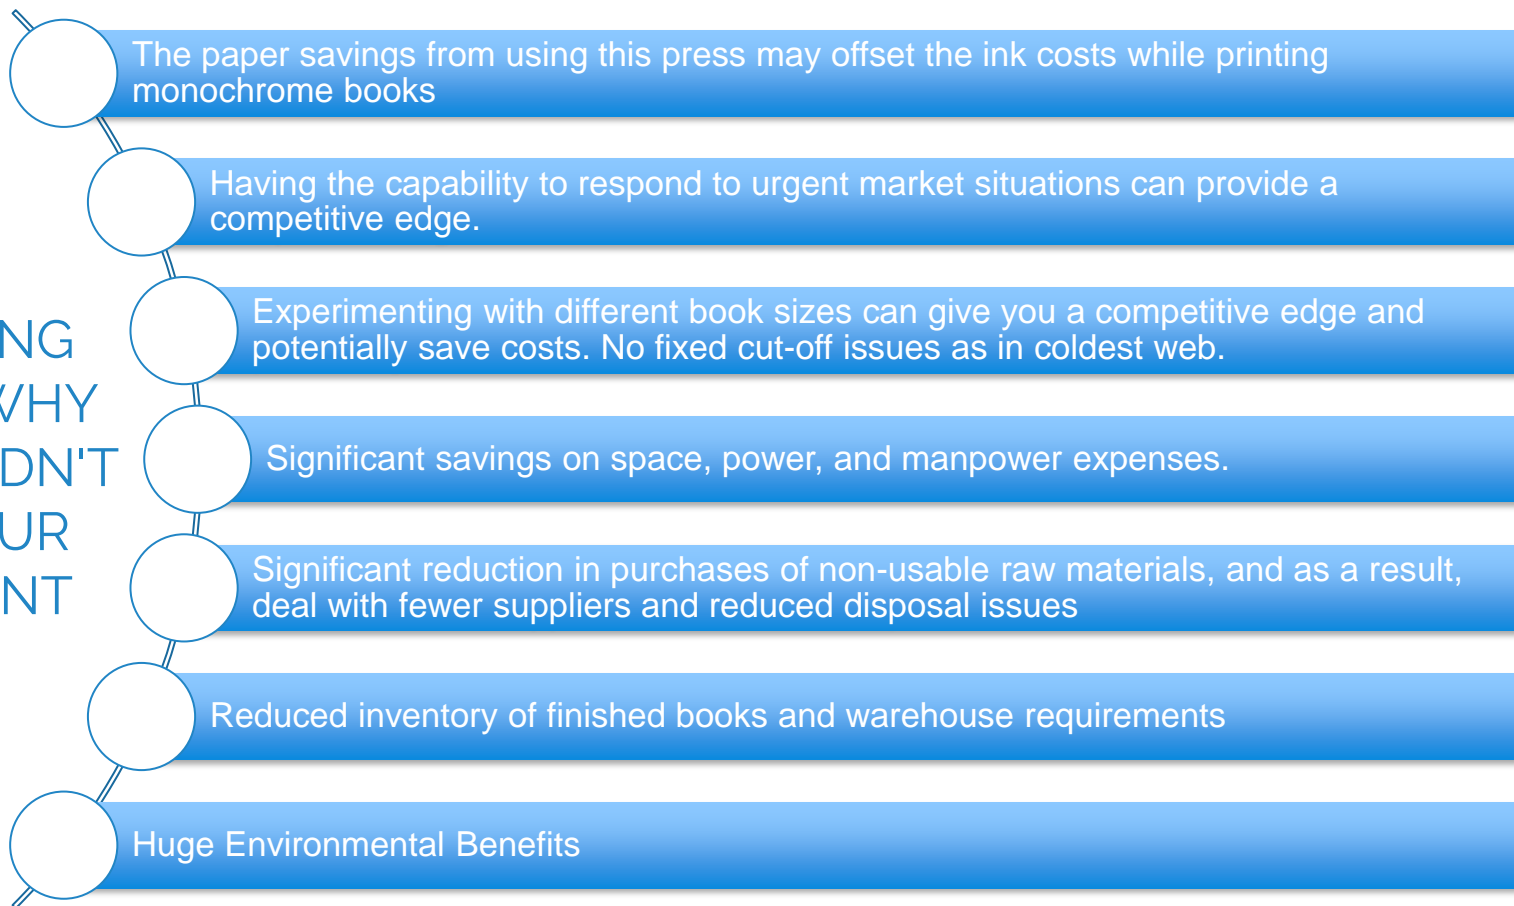 The paper savings from using this press may offset the ink costs while printing
monochrome books
Having the capability to respond to urgent market situations can provide a
competitive edge.
Experimenting with different book sizes can give you a competitive edge and
potentially save costs. No fixed cut-off issues as in coldest web.
NG
WHY
DN'T
UR
NT
Significant savings on space, power, and manpower expenses.
Significant reduction in purchases of non-usable raw materials, and as a result,
deal with fewer suppliers and reduced disposal issues
Reduced inventory of finished books and warehouse requirements
Huge Environmental Benefits